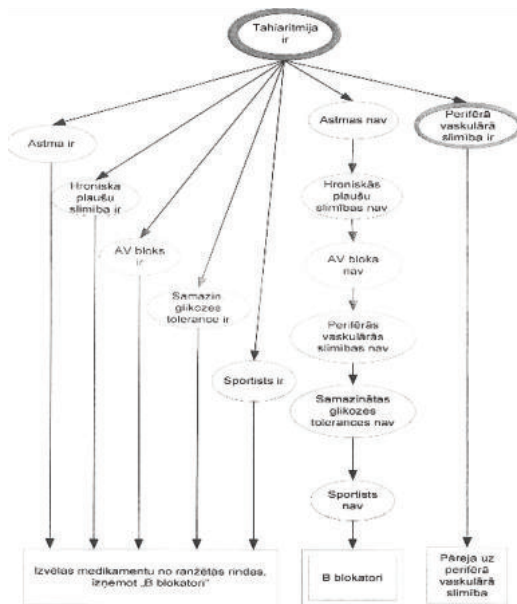 Tahiaritmija
ir
Astma ir
Hroniska
plaušu
slimība ir
AV bloks
ir
Samazin
glikozes
tolerance ir
Sportists ir
Astmas nav
Hroniskās
plaušu
slimības nav
AV bloka
nav
Perifērās
vaskulārās
slimības nav
Samazinātas
glikozes
tolerances nav
Sportists
nav
Perifērā
vaskulārā
slimība ir
Izvēlas medikamentu no ranžētās rindas,
izņemot „B blokatori"
B blokatori
Pāreja uz
perifērā
vaskulārā
slimība